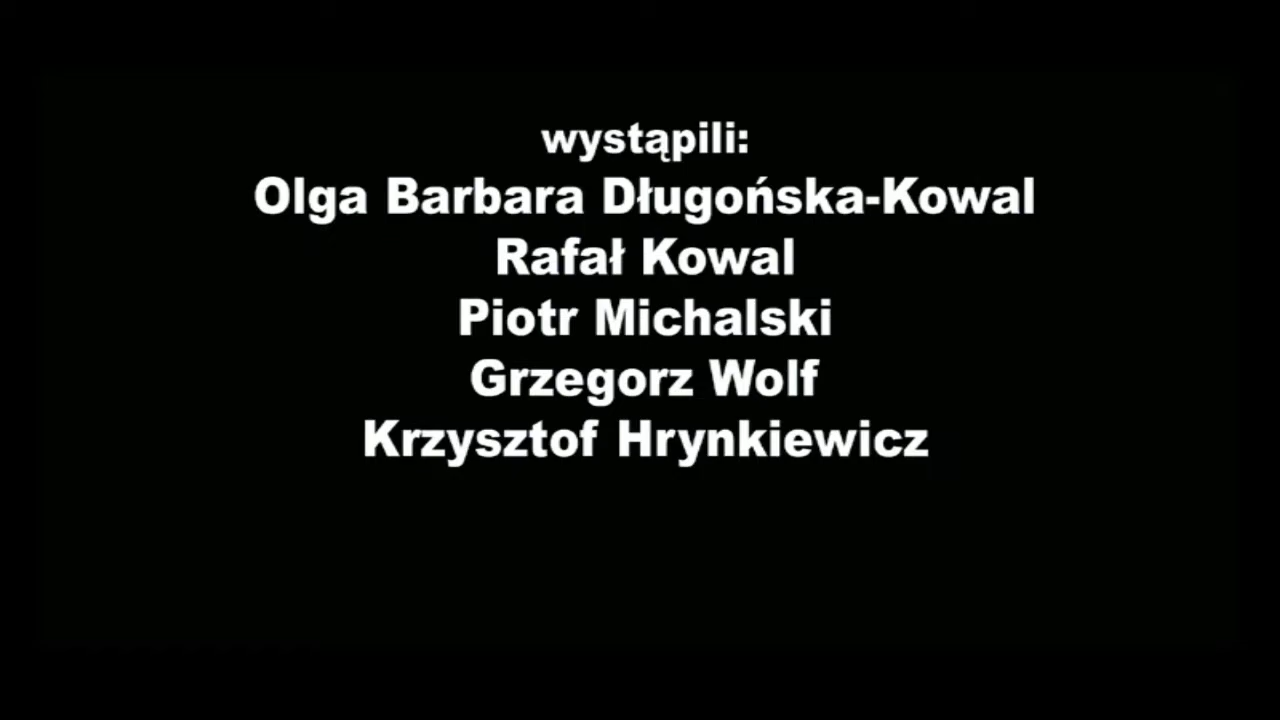 wystąpili:
Olga Barbara Długońska-Kowal
Rafał Kowal
Piotr Michalski
Grzegorz Wolf
Krzysztof Hrynkiewicz